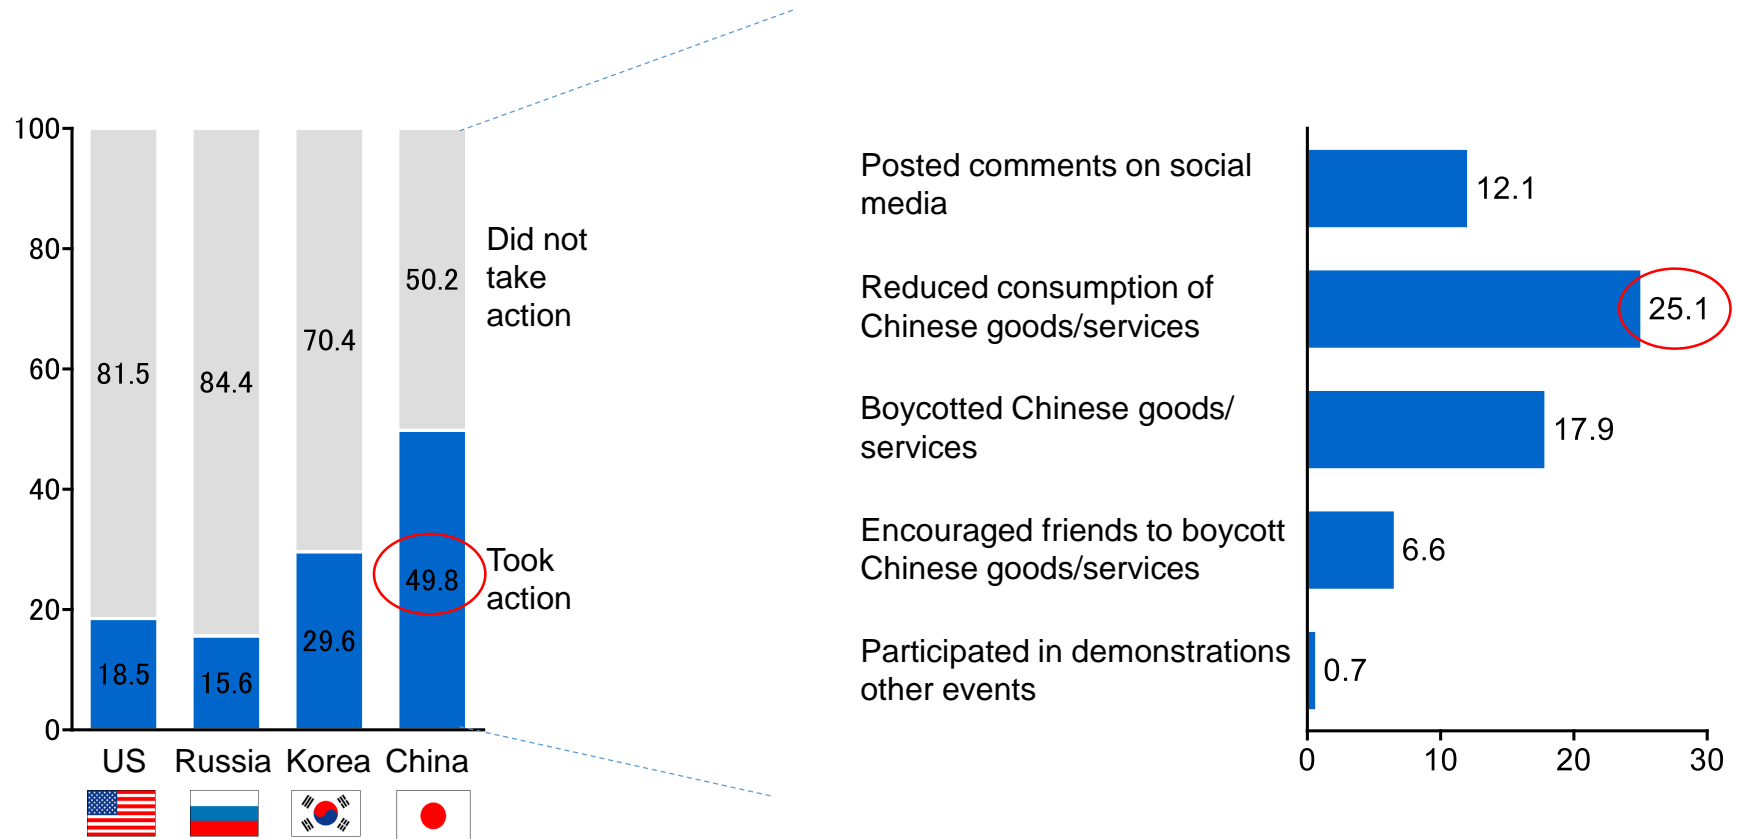 100
80
60
40
20
0
81.5
84.4
70.4
50.2
18.5
15.6
29.6
49.8
Did not
take
action
Took
action
US
Russia
Korea
China
Posted comments on social
media
12.1
Reduced consumption of
Chinese goods/services
25.1
Boycotted Chinese goods/
services
17.9
Encouraged friends to boycott
Chinese goods/services
6.6
Participated in demonstrations
other events
0.7
0
10
20
30